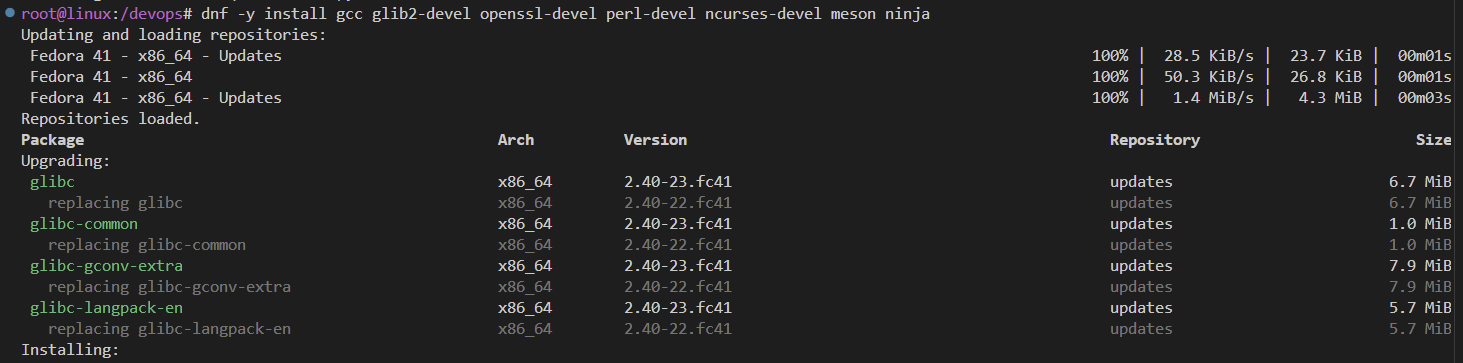 root@linux:/devops# dnf -y install gcc glib2-devel openssl-devel perl-devel ncurses-devel meson ninja
Updating and loading repositories:
Fedora 41 - x86_64 - Updates 100% | 28.5 KiB/s | 23.7 KiB | 00m01s
Fedora 41 - x86_64 100% | 50.3 KiB/s | 26.8 KiB | 00m01s
Fedora 41 - x86_64 - Updates 100% | 1.4 MiB/s | 4.3 MiB | 00m03s
Repositories loaded.
Package Arch Version Repository Size
Upgrading:
glibc x86_64 2.40-23.fc41 updates 6.7 MiB
replacing glibc x86_64 2.40-22.fc41 updates 6.7 MiB
glibc-common x86_64 2.40-23.fc41 updates 1.0 MiB
replacing glibc-common x86_64 2.40-22.fc41 updates 1.0 MiB
glibc-gconv-extra x86_64 2.40-23.fc41 updates 7.9 MiB
replacing glibc-gconv-extra x86_64 2.40-22.fc41 updates 7.9 MiB
glibc-langpack-en x86_64 2.40-23.fc41 updates 5.7 MiB
replacing glibc-langpack-en x86_64 2.40-22.fc41 updates 5.7 MiB
Installing: